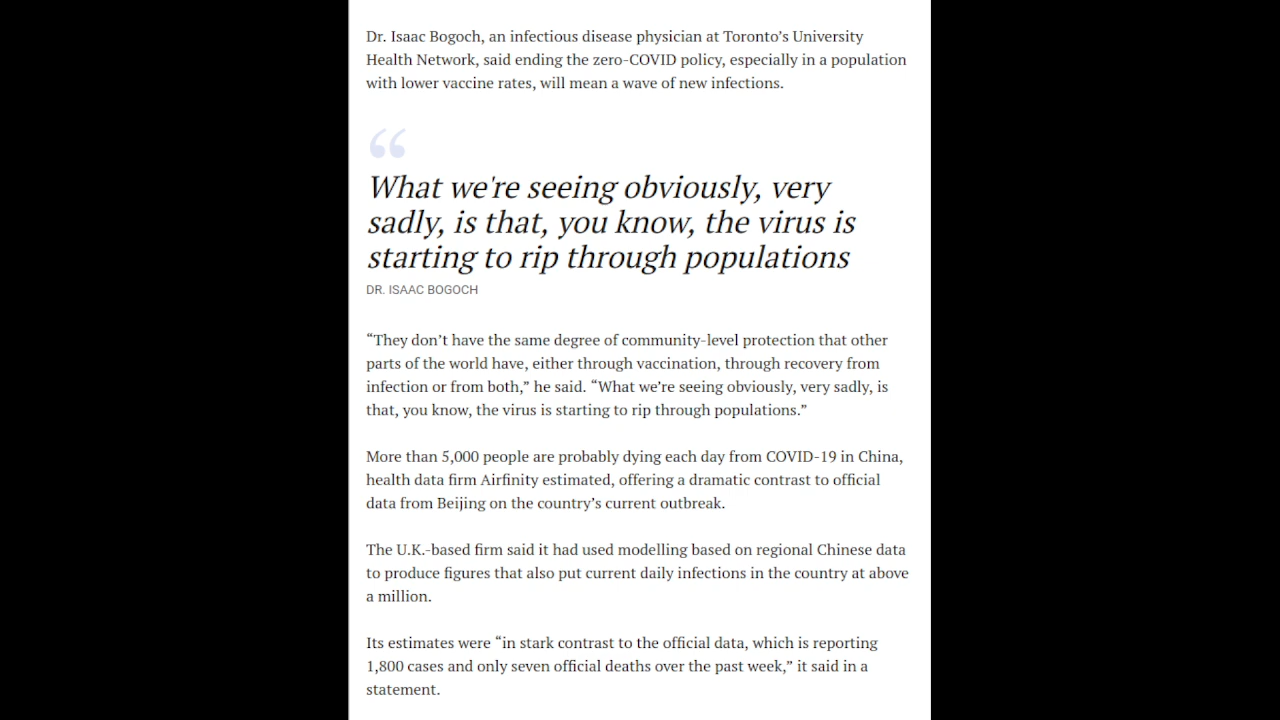 Dr. Isaac Bogoch, an infectious disease physician at Toronto’s University
Health Network, said ending the zero-COVID policy, especially in a population
with lower vaccine rates, will mean a wave of new infections.
“
What we're seeing obviously, very
sadly, is that, you know, the virus is
starting to rip through populations
DR. ISAAC BOGOCH
“They don’t have the same degree of community-level protection that other
parts of the world have, either through vaccination, through recovery from
infection or from both,” he said. “What we’re seeing obviously, very sadly, is
that, you know, the virus is starting to rip through populations.”
More than 5,000 people are probably dying each day from COVID-19 in China,
health data firm Airfinity estimated, offering a dramatic contrast to official
data from Beijing on the country’s current outbreak.
The U.K.-based firm said it had used modelling based on regional Chinese data
to produce figures that also put current daily infections in the country at above
a million.
Its estimates were “in stark contrast to the official data, which is reporting
1,800 cases and only seven official deaths over the past week,” it said in a
statement.